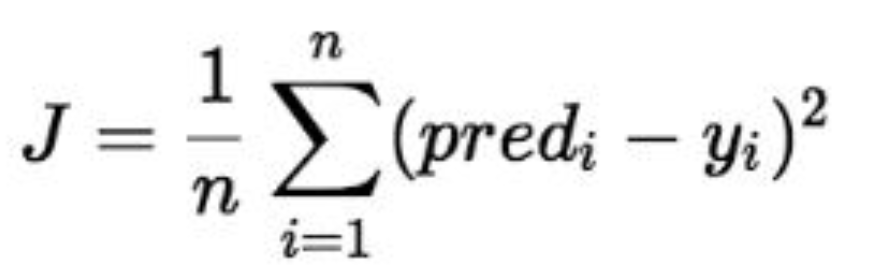 J = \frac{1}{n} \sum_{i=1}^{n} (pred_i - y_i)^2